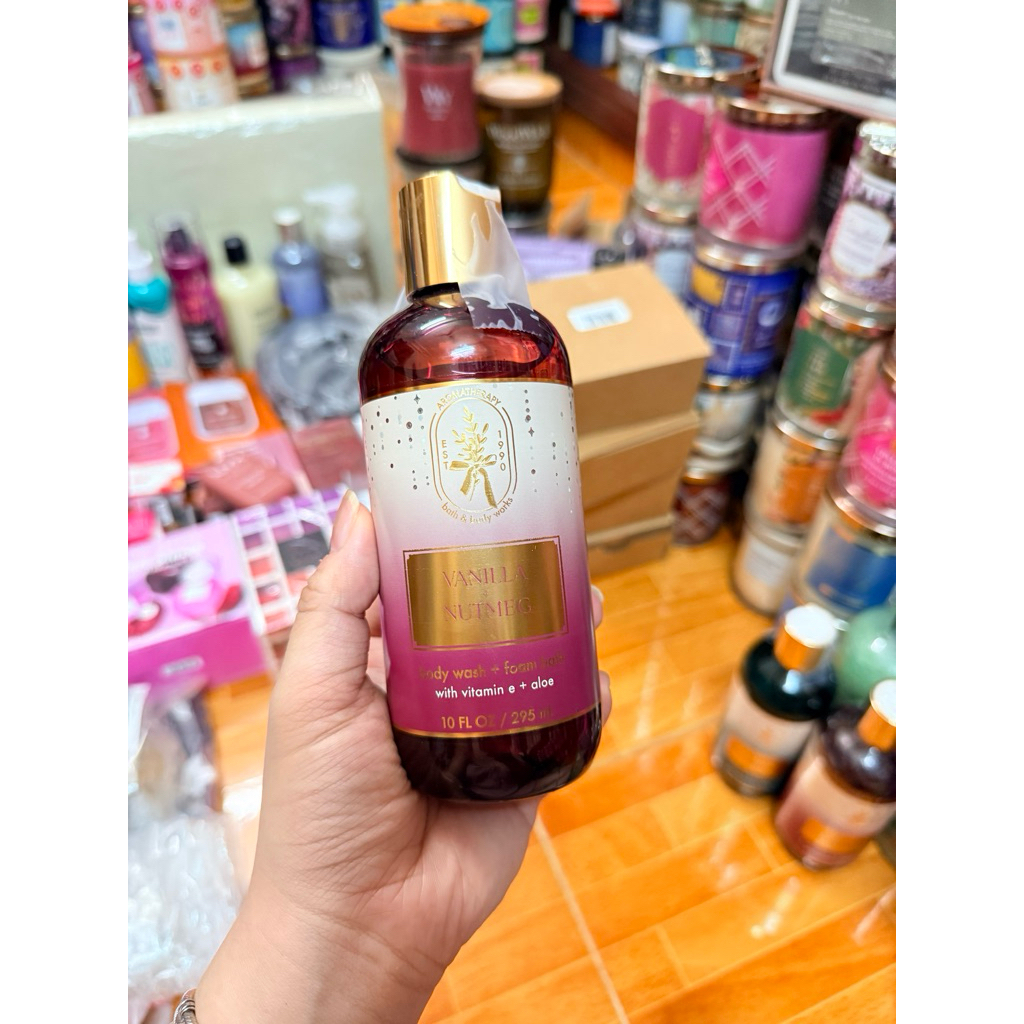 AROMATHERAPY
EST 1990
bath & body works
VANILLA
NUTMEG
body wash + foam bath
with vitamin e + aloe
10 FL OZ / 295 mL